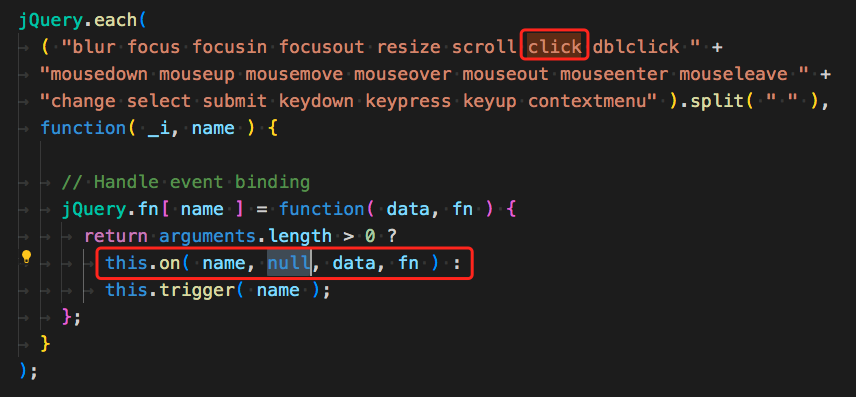 jQuery.each(
( "blur focus focusin focusout resize scroll click dblclick " +
"mousedown mouseup mousemove mouseover mouseout mouseenter mouseleave " +
"change select submit keydown keypress keyup contextmenu" ).split( " " ),
function( _i, name ) {
// Handle event binding
jQuery.fn[ name ] = function( data, fn ) {
return arguments.length > 0 ?
this.on( name, null, data, fn ) :
this.trigger( name );
};
}
);